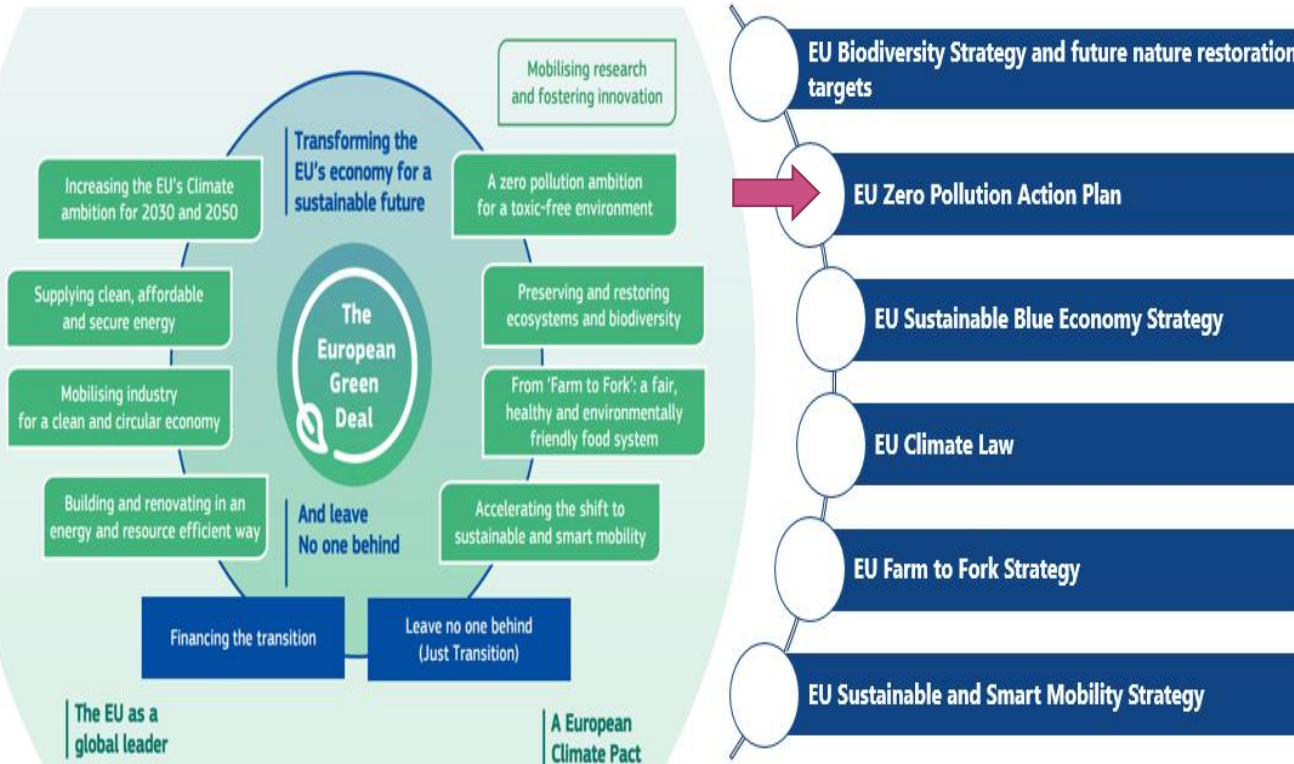 Mobilising research
and fostering innovation
Transforming the
EU's economy for a
sustainable future
Increasing the EU's Climate
ambition for 2030 and 2050
A zero pollution ambition
for a toxic-free environment
Supplying clean, affordable
and secure energy
Preserving and restoring
ecosystems and biodiversity
The
European
Green
Deal
Mobilising industry
for a clean and circular economy
From 'Farm to Fork': a fair,
healthy and environmentally
friendly food system
Building and renovating in an
energy and resource efficient way
And leave
No one behind
Accelerating the shift to
sustainable and smart mobility
Financing the transition
Leave no one behind
(Just Transition)
The EU as a
global leader
A European
Climate Pact
EU Biodiversity Strategy and future nature restoration
targets
EU Zero Pollution Action Plan
EU Sustainable Blue Economy Strategy
EU Climate Law
EU Farm to Fork Strategy
EU Sustainable and Smart Mobility Strategy